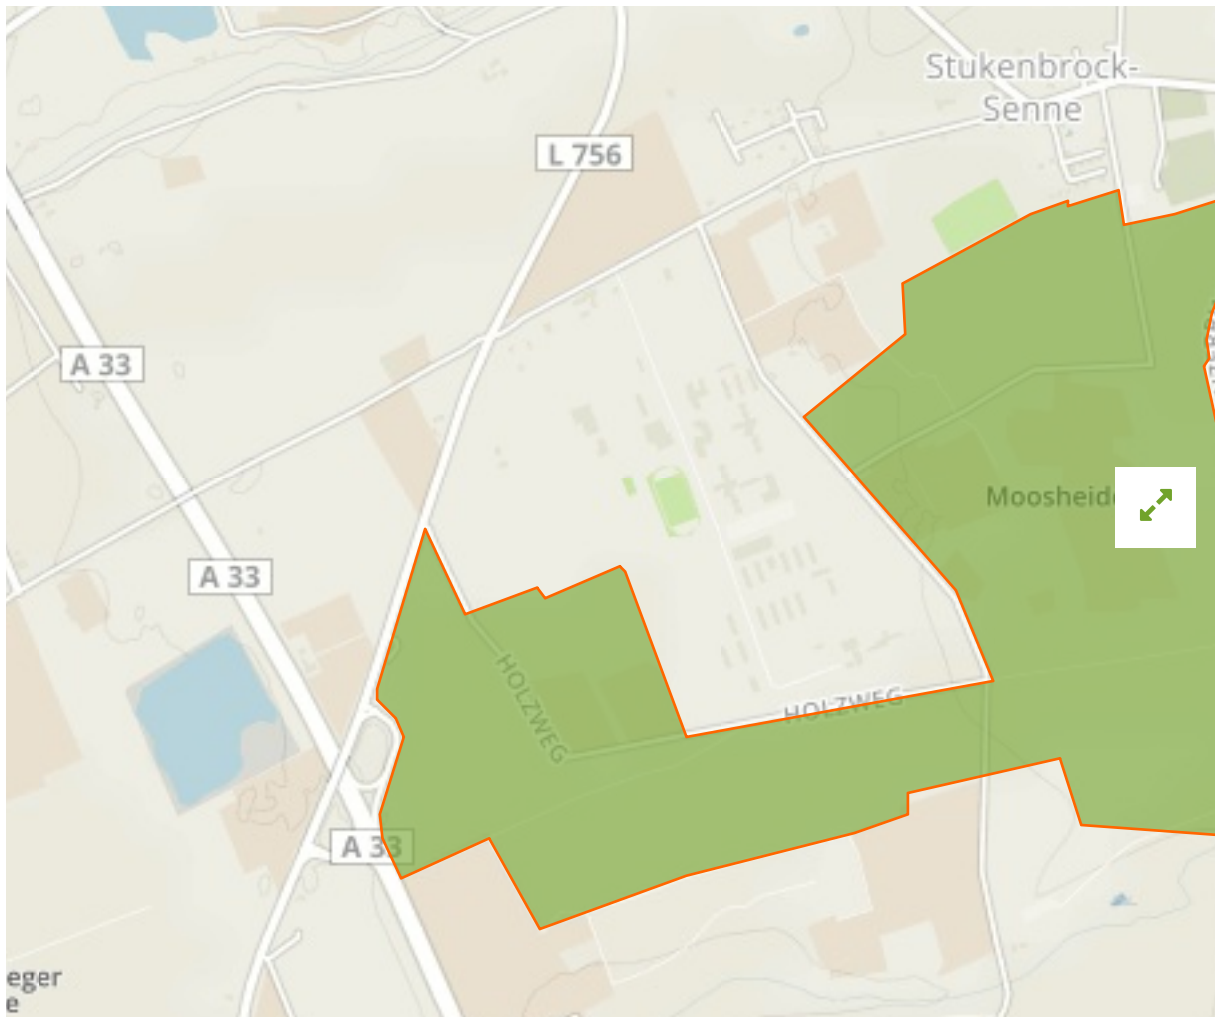 Stukenbrock-
Senne
L 756
A 33
Moosheide
A 33
HOLZWEG
HOLZWEG
A 33
eger
e